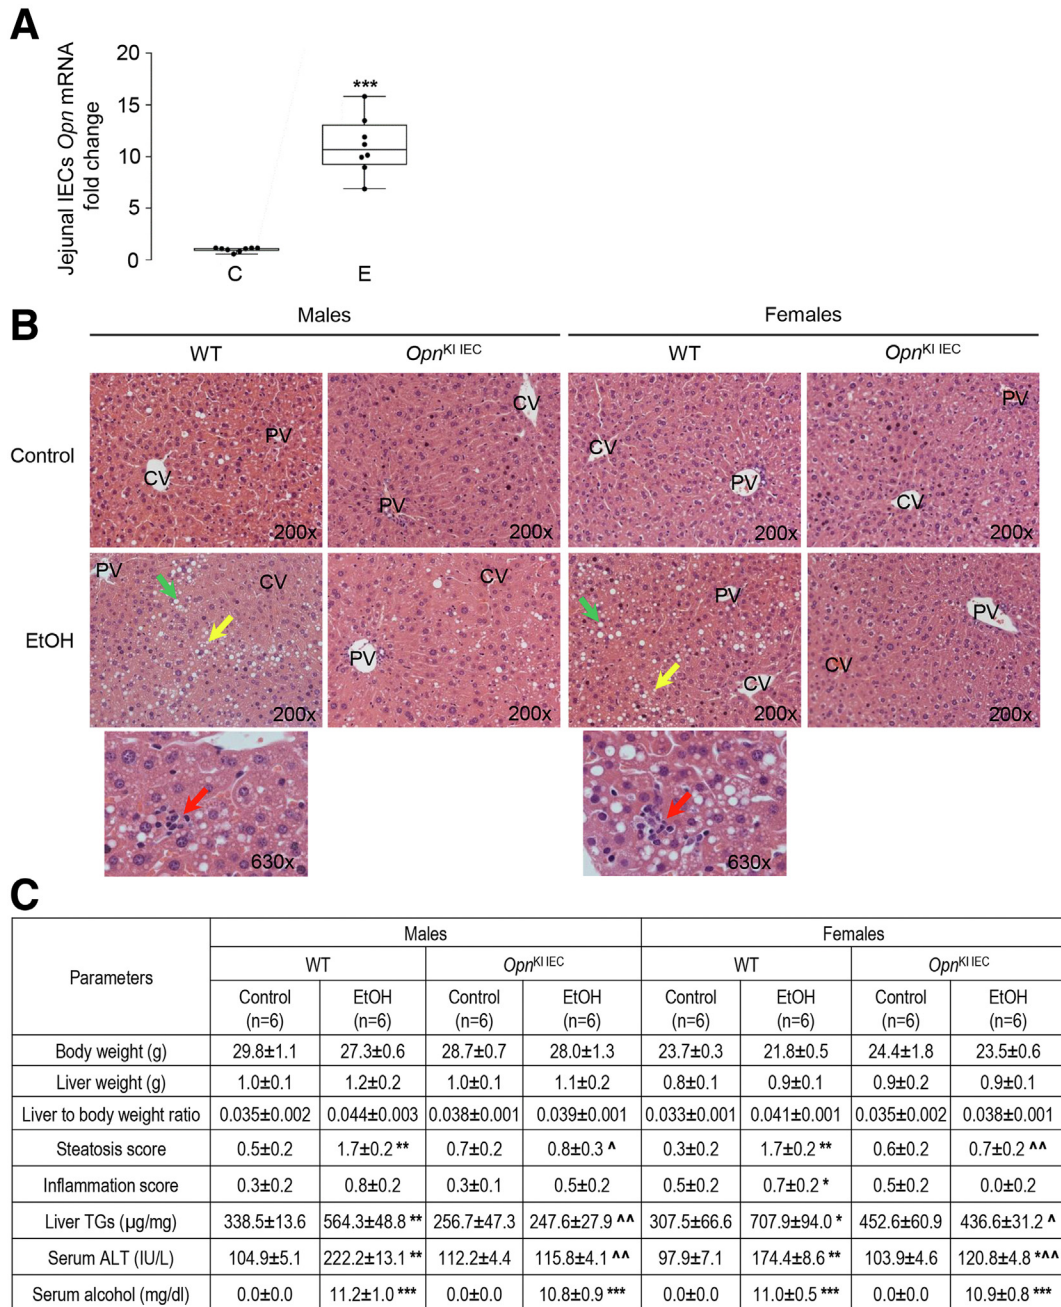 A
Jejunal IECs Opn mRNA
fold change
20
15
10
5
0
***
C
E
B
Males
Females
WT
Opn^KI IEC
WT
Opn^KI IEC
Control
CV
PV
200x
CV
PV
200x
CV
PV
200x
PV
CV
200x
EtOH
PV
CV
200x
CV
PV
200x
PV
CV
200x
PV
CV
200x
630x
630x
C
Parameters
Males
Females
WT
Opn^KI IEC
WT
Opn^KI IEC
Control (n=6)
EtOH (n=6)
Control (n=6)
EtOH (n=6)
Control (n=6)
EtOH (n=6)
Control (n=6)
EtOH (n=6)
Body weight (g) 29.8±1.1 27.3±0.6 28.7±0.7 28.0±1.3 23.7±0.3 21.8±0.5 24.4±1.8 23.5±0.6
Liver weight (g) 1.0±0.1 1.2±0.2 1.0±0.1 1.1±0.2 0.8±0.1 0.9±0.1 0.9±0.2 0.9±0.1
Liver to body weight ratio 0.035±0.002 0.044±0.003 0.038±0.001 0.039±0.001 0.033±0.001 0.041±0.001 0.035±0.002 0.038±0.001
Steatosis score 0.5±0.2 1.7±0.2 ** 0.7±0.2 0.8±0.3 ^ 0.3±0.2 1.7±0.2 ** 0.6±0.2 0.7±0.2 ^^
Inflammation score 0.3±0.2 0.8±0.2 0.3±0.1 0.5±0.2 0.5±0.2 0.7±0.2 * 0.5±0.2 0.0±0.2
Liver TGs (µg/mg) 338.5±13.6 564.3±48.8 ** 256.7±47.3 247.6±27.9 ^^ 307.5±66.6 707.9±94.0 * 452.6±60.9 436.6±31.2 ^
Serum ALT (IU/L) 104.9±5.1 222.2±13.1 ** 112.2±4.4 115.8±4.1 ^^ 97.9±7.1 174.4±8.6 ** 103.9±4.6 120.8±4.8 *^^
Serum alcohol (mg/dl) 0.0±0.0 11.2±1.0 *** 0.0±0.0 10.8±0.9 *** 0.0±0.0 11.0±0.5 *** 0.0±0.0 10.9±0.8 ***